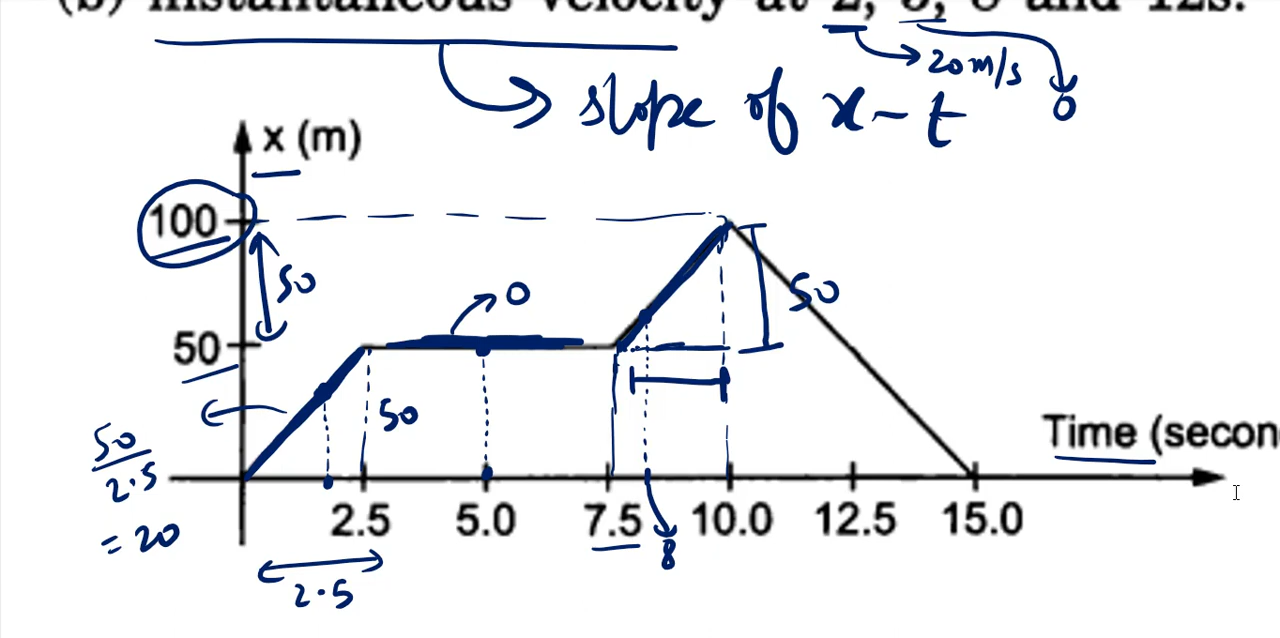 (b) instantaneous velocity at 2, 5, 8 and 12s.
20 m/s
0
slope of x - t
x (m)
100
50
0
50
50
50
50
2.5
= 20
Time (secon
2.5 5.0 7.5 10.0 12.5 15.0
8
2.5